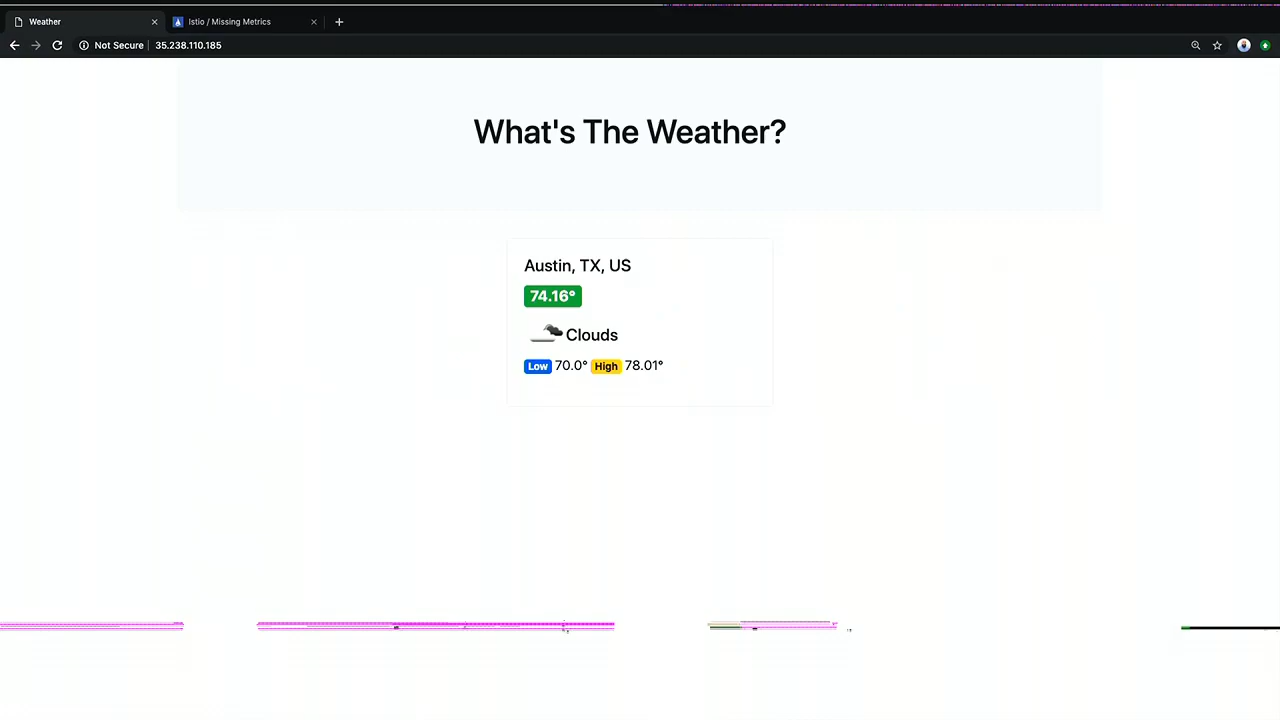 Weather
Istio / Missing Metrics
Not Secure
35.238.110.185
What's The Weather?
Austin, TX, US
74.16°
Clouds
Low 70.0° High 78.01°